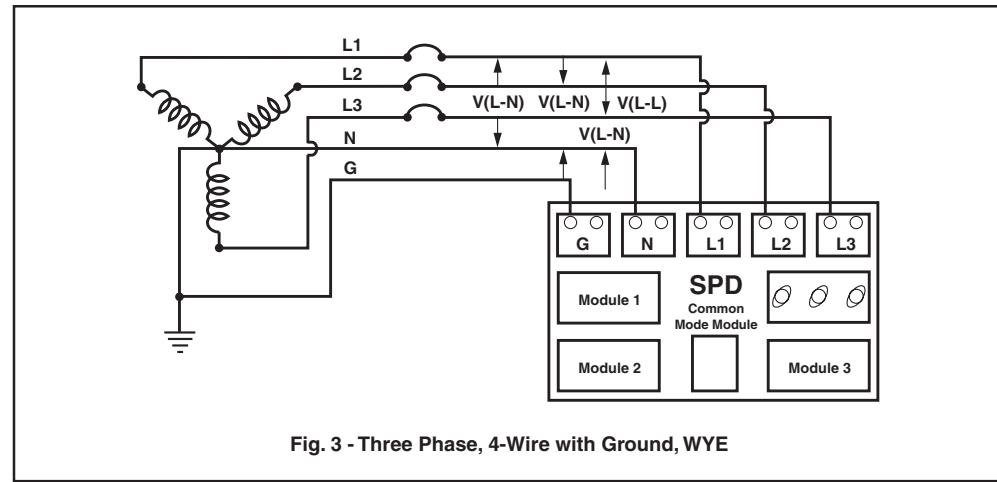 L1
L2
L3
N
G
V(L-N) V(L-N) V(L-L)
V(L-N)
G N L1 L2 L3
SPD
Common
Mode Module
Module 1
Module 2
Module 3
Fig. 3 - Three Phase, 4-Wire with Ground, WYE